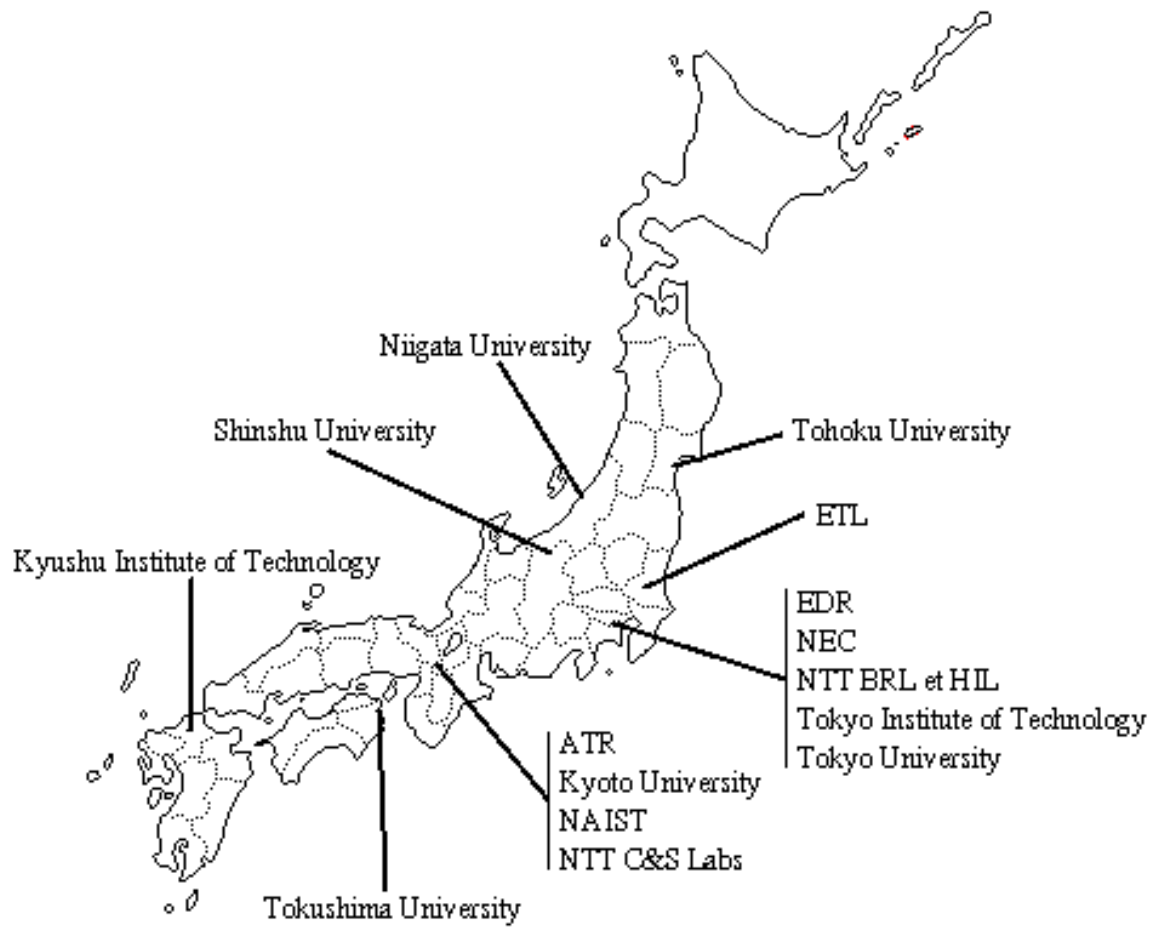 Niigata University
Shinshu University
Tohoku University
ETL
Kyushu Institute of Technology
EDR
NEC
NTT BRL et HIL
Tokyo Institute of Technology
Tokyo University
ATR
Kyoto University
NAIST
NTT C&S Labs
Tokushima University